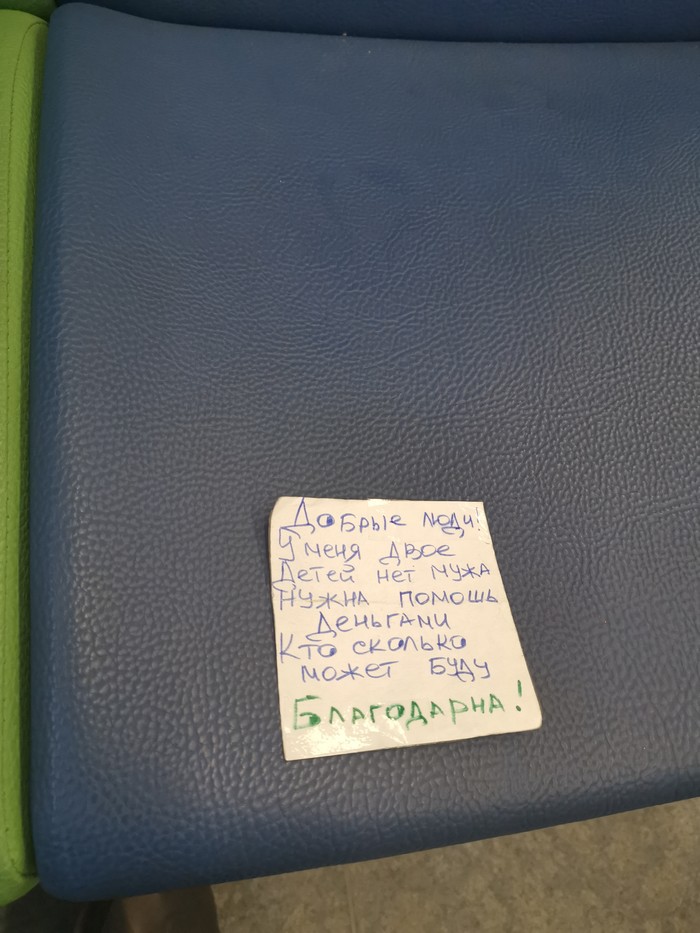 Добрые люди!
У меня двое
Детей нет мужа
Нужна помошь
Деньгами
Кто сколько
может буду
Благодарна!